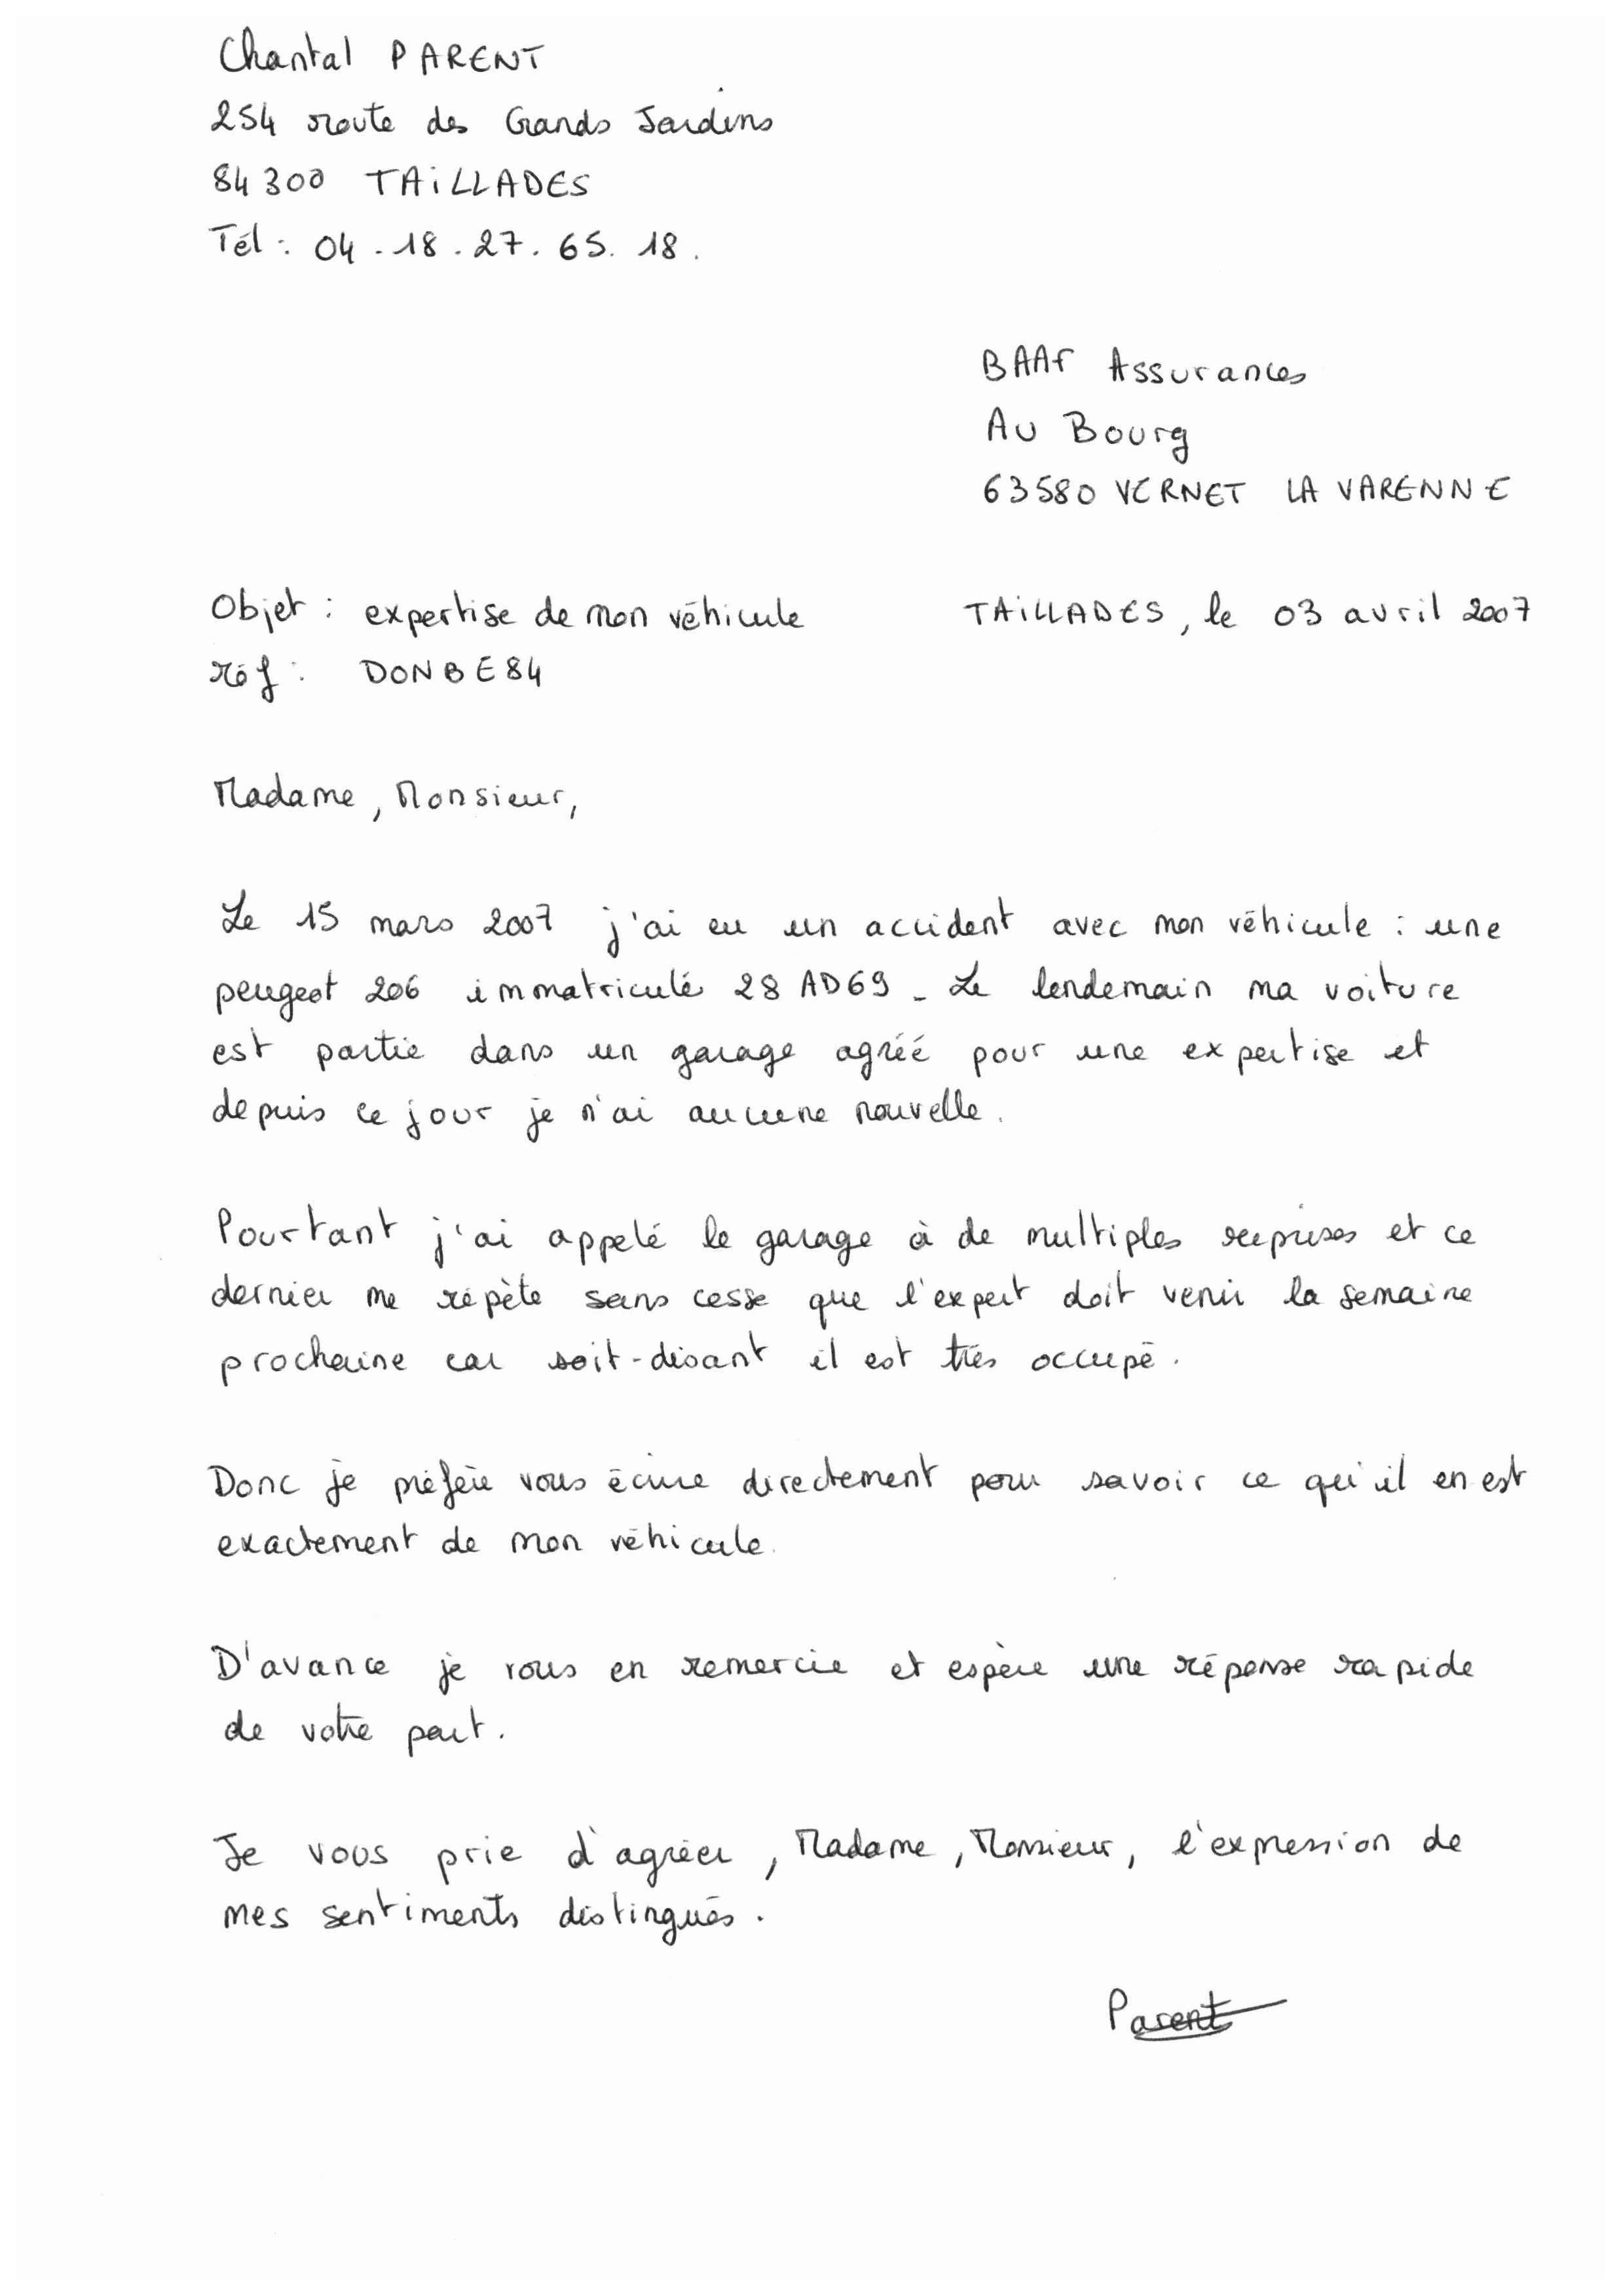 Chantal PARENT
254 route des Grands Jardins
84300 TAILLADES
Tél : 04.18.27.65.18.
BAAF Assurances
Au Bourg
63580 VERNET LA VARENNE
Objet : expertise de mon véhicule
TAILLADES, le 03 avril 2007
réf : DONBE84
Madame, Monsieur,
Le 15 mars 2007 j'ai eu un accident avec mon véhicule : une
peugeot 206 immatriculé 28 AD69. Le lendemain ma voiture
est partie dans un garage agréé pour une expertise et
depuis ce jour je n'ai aucune nouvelle.
Pourtant j'ai appelé le garage à de multiples reprises et ce
dernier me répète sans cesse que l'expert doit venir la semaine
prochaine car soit-disant il est très occupé.
Donc je préfère vous écrire directement pour savoir ce qu'il en est
exactement de mon véhicule.
D'avance je vous en remercie et espère une réponse rapide
de votre part.
Je vous prie d'agréer, Madame, Monsieur, l'expression de
mes sentiments distingués.
Parent